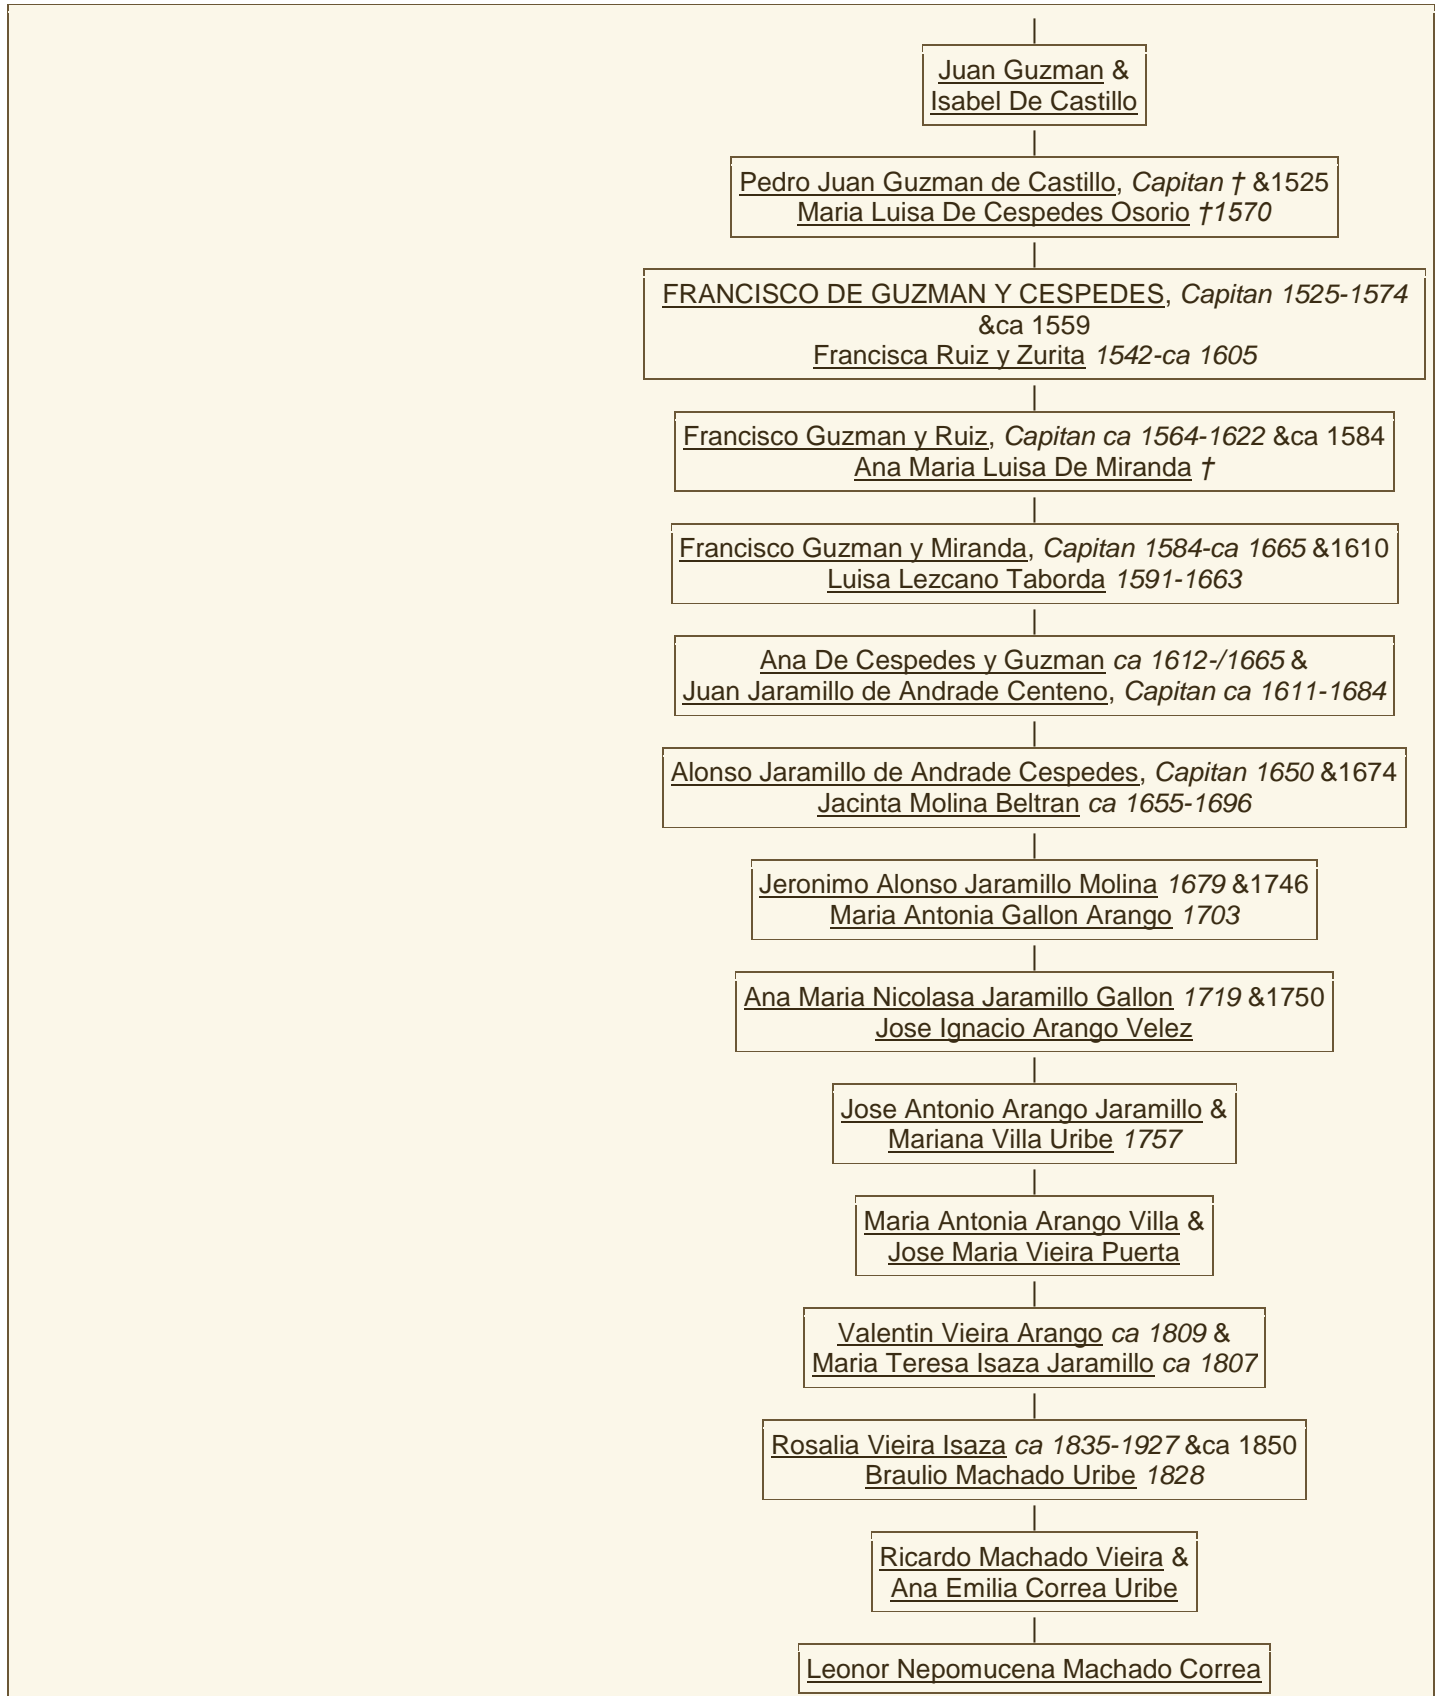 Juan Guzman &
Isabel De Castillo
Pedro Juan Guzman de Castillo, Capitan † &1525
Maria Luisa De Cespedes Osorio †1570
FRANCISCO DE GUZMAN Y CESPEDES, Capitan 1525-1574
&ca 1559
Francisca Ruiz y Zurita 1542-ca 1605
Francisco Guzman y Ruiz, Capitan ca 1564-1622 &ca 1584
Ana Maria Luisa De Miranda †
Francisco Guzman y Miranda, Capitan 1584-ca 1665 &1610
Luisa Lezcano Taborda 1591-1663
Ana De Cespedes y Guzman ca 1612-/1665 &
Juan Jaramillo de Andrade Centeno, Capitan ca 1611-1684
Alonso Jaramillo de Andrade Cespedes, Capitan 1650 &1674
Jacinta Molina Beltran ca 1655-1696
Jeronimo Alonso Jaramillo Molina 1679 &1746
Maria Antonia Gallon Arango 1703
Ana Maria Nicolasa Jaramillo Gallon 1719 &1750
Jose Ignacio Arango Velez
Jose Antonio Arango Jaramillo &
Mariana Villa Uribe 1757
Maria Antonia Arango Villa &
Jose Maria Vieira Puerta
Valentin Vieira Arango ca 1809 &
Maria Teresa Isaza Jaramillo ca 1807
Rosalia Vieira Isaza ca 1835-1927 &ca 1850
Braulio Machado Uribe 1828
Ricardo Machado Vieira &
Ana Emilia Correa Uribe
Leonor Nepomucena Machado Correa